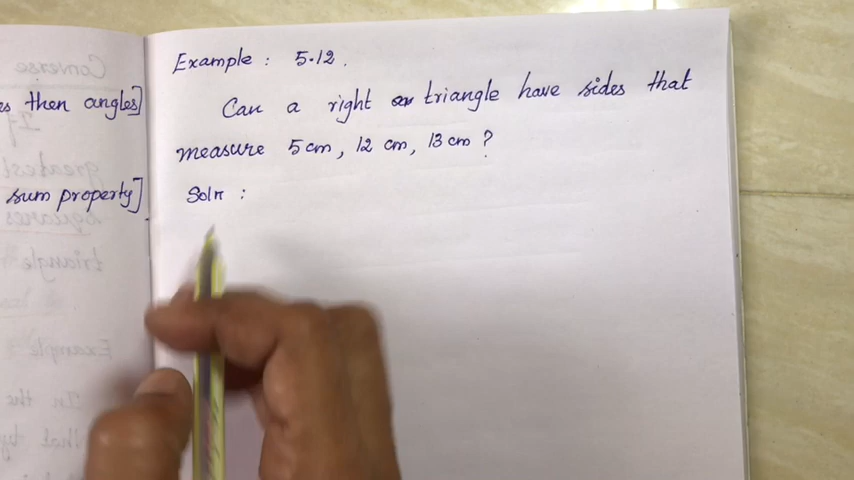 Example : 5.12.
Can a right triangle have sides that
measure 5 cm, 12 cm, 13 cm ?
Soln :
then angles]
sum property]